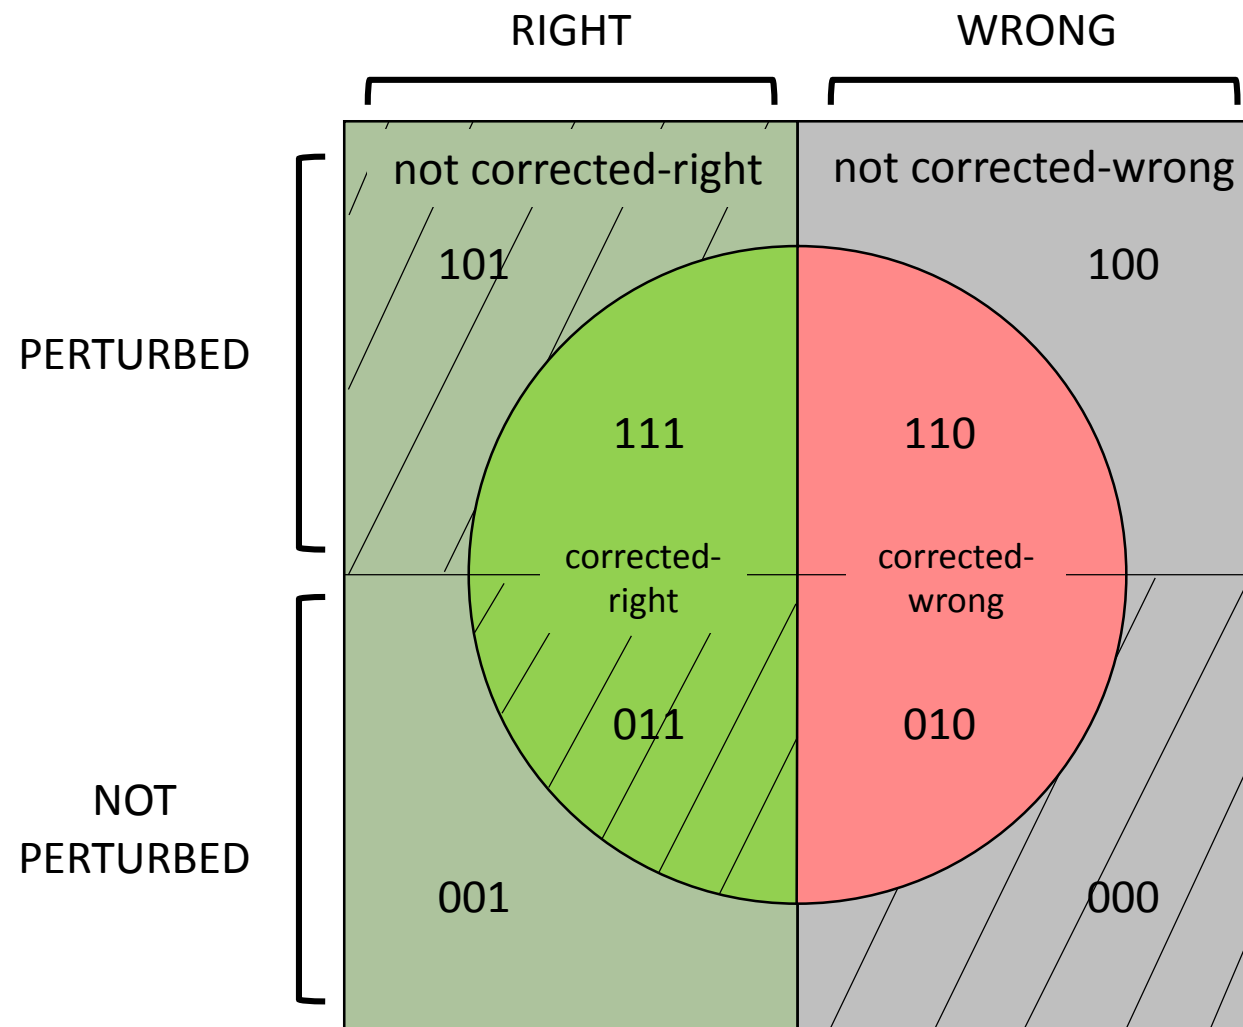 RIGHT WRONG
not corrected-right not corrected-wrong
101 100
PERTURBED
111 110
corrected- corrected-
right wrong
011 010
NOT
PERTURBED
001 000